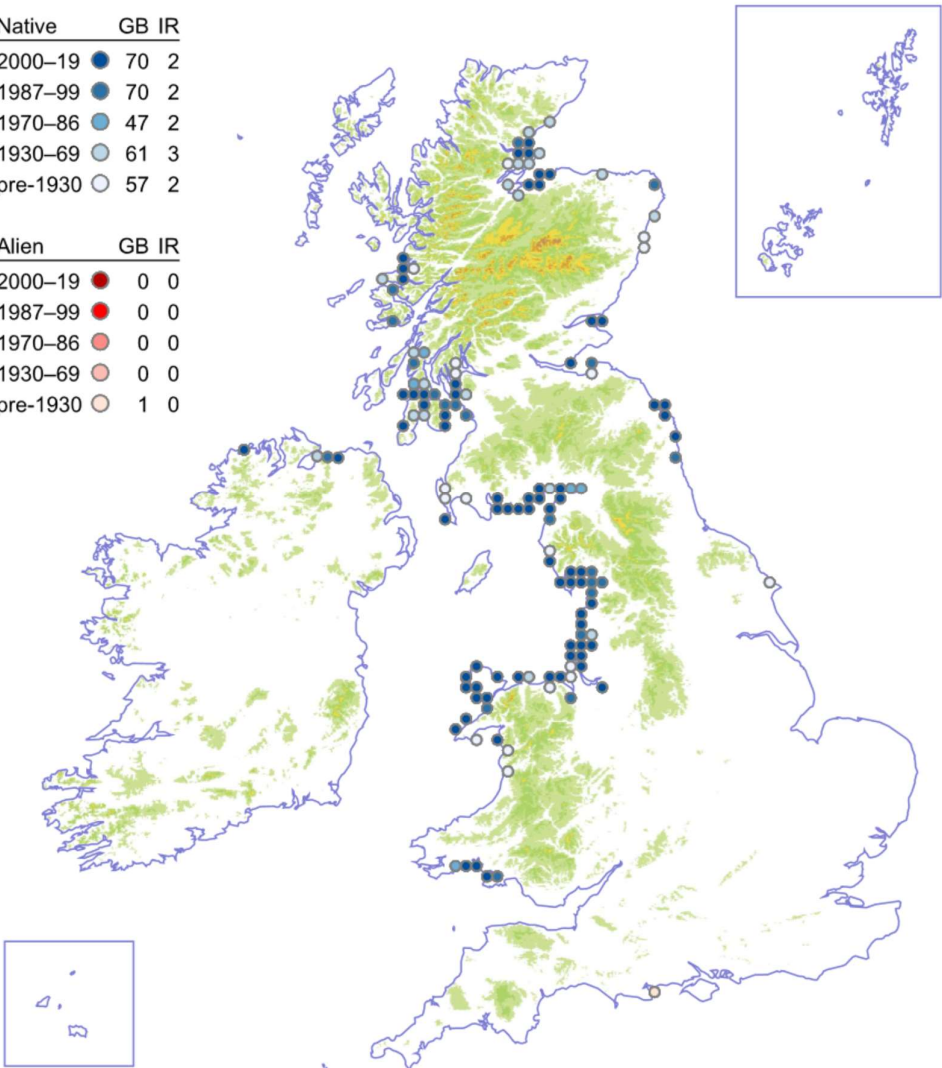 Native GB IR
2000–19 70 2
1987–99 70 2
1970–86 47 2
1930–69 61 3
pre-1930 57 2
Alien GB IR
2000–19 0 0
1987–99 0 0
1970–86 0 0
1930–69 0 0
pre-1930 1 0